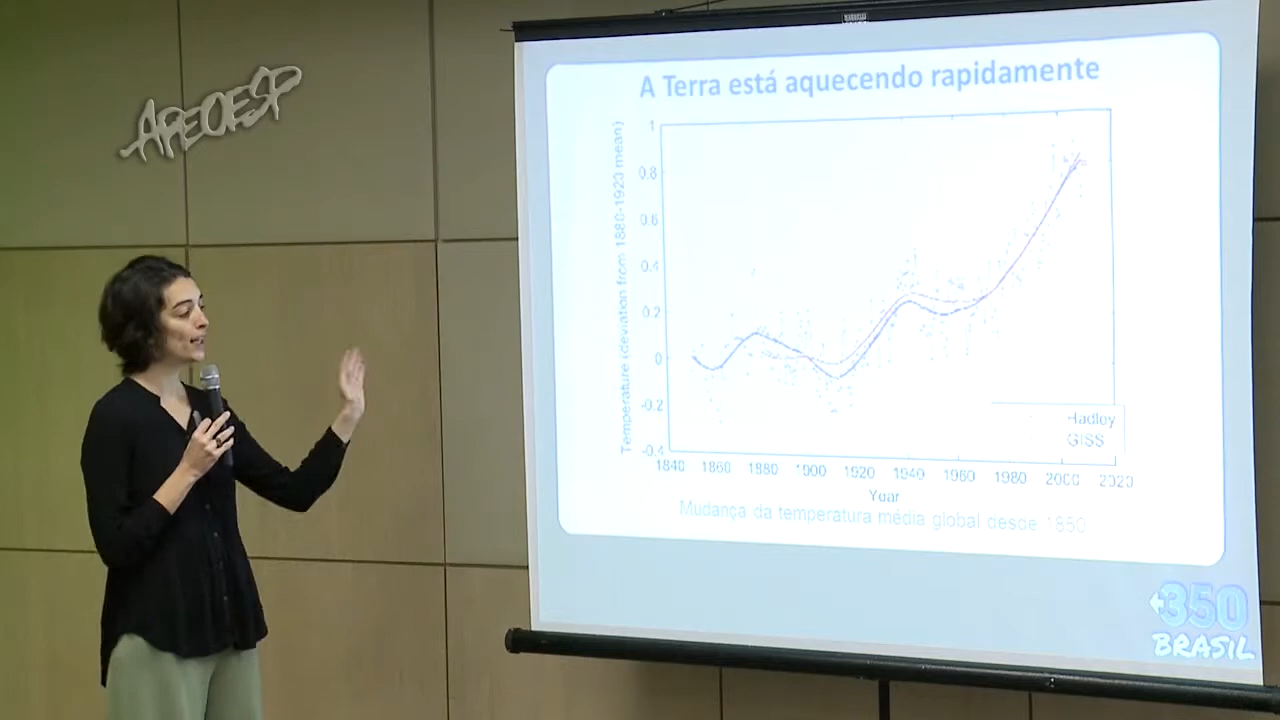 APEOESP
A Terra está aquecendo rapidamente
Temperature (deviation from 1880-1920 mean)
1
0.8
0.6
0.4
0.2
0
-0.2
-0.4
1840 1860 1880 1900 1920 1940 1960 1980 2000 2020
Year
Hadley
GISS
Mudança da temperatura média global desde 1850
350
BRASIL